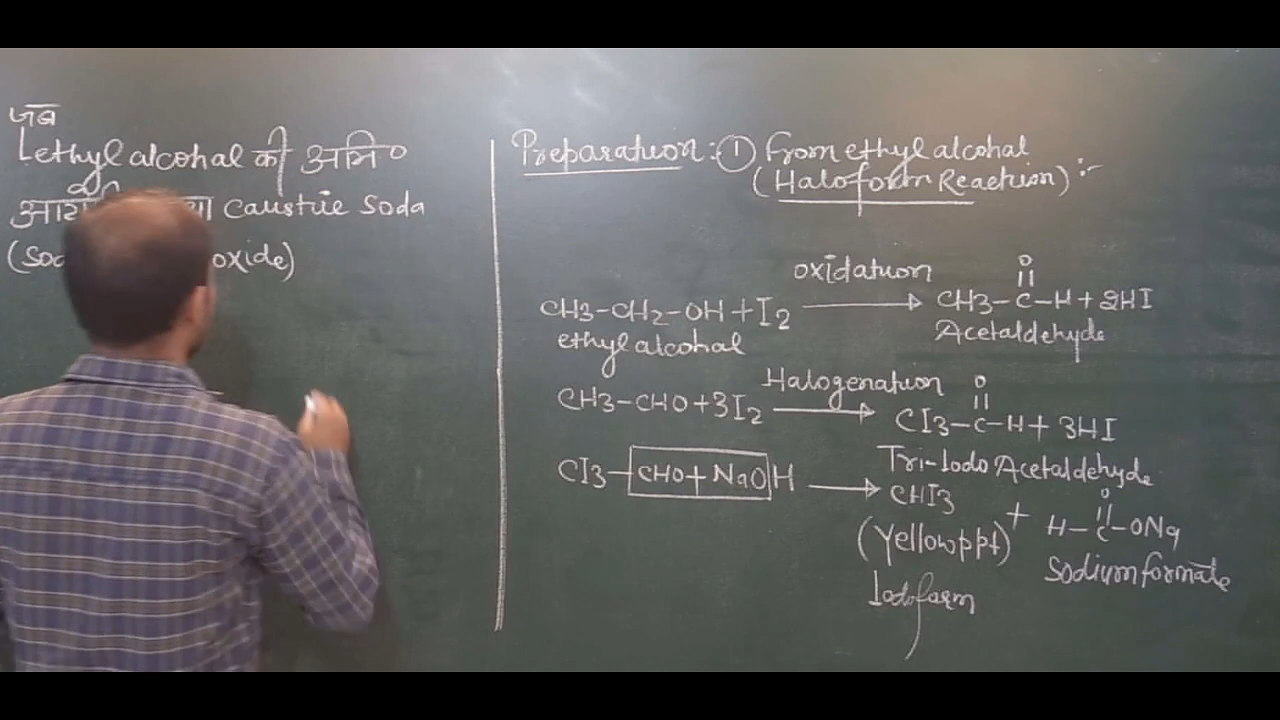 जब
ethyl alcohal की अभि०
Caustic Soda
oxide)
Preparation :- ① From ethyl alcohal
(Haloform Reaction) :-
oxidation
O
CH3-CH2-OH + I2 → CH3-C-H + 2HI
ethyl alcohal Acetaldehyde
Halogenation
O
CH3-CHO + 3I2 → CI3-C-H + 3HI
Tri-Iodo Acetaldehyde
CI3-CHO + NaOH → CHI3 + H-C-ONa
O
(Yellow ppt) Sodium formate
Iodofarm